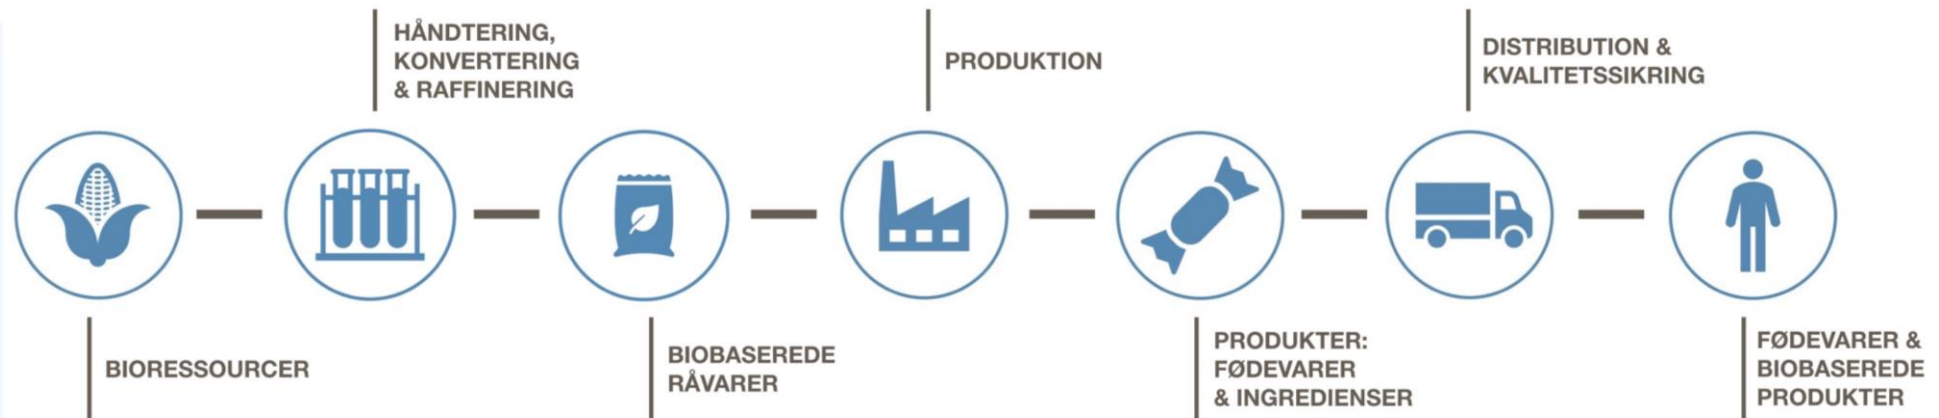 HÅNDTERING,
KONVERTERING
& RAFFINERING
PRODUKTION
DISTRIBUTION &
KVALITETSSIKRING
BIORESSOURCER
BIOBASEREDE
RÅVARER
PRODUKTER:
FØDEVARER
& INGREDIENSER
FØDEVARER &
BIOBASEREDE
PRODUKTER